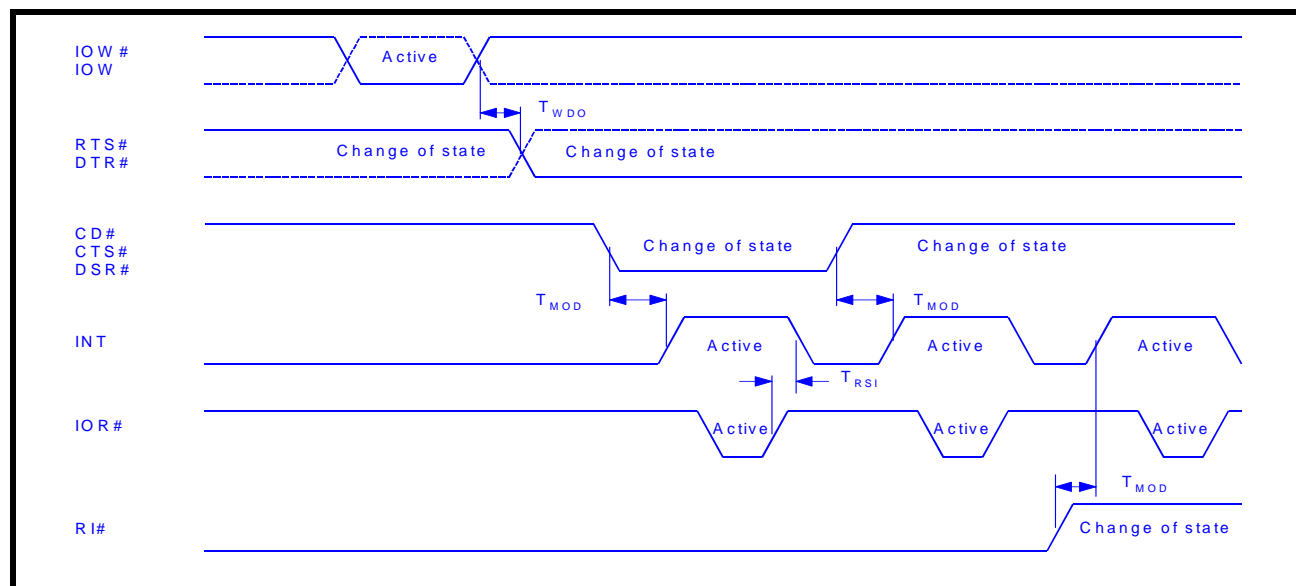 IOW#
IOW
Active
TWDO
RTS#
DTR#
Change of state
Change of state
CD#
CTS#
DSR#
Change of state
Change of state
TMOD
TMOD
INT
Active
Active
Active
TRSI
IOR#
Active
Active
Active
TMOD
RI#
Change of state